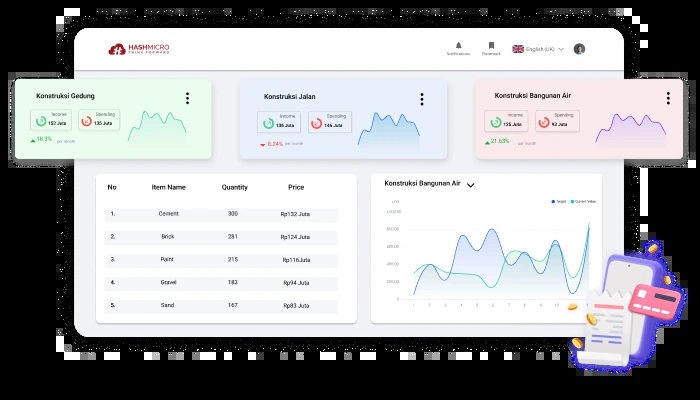 HASHMICRO
THINK FORWARD
Notifications
Bookmark
English (UK)
Konstruksi Gedung
Income
152 Juta
Spending
135 Juta
18.3%
per month
Konstruksi Jalan
Income
136 Juta
Spending
146 Juta
8.24%
per month
Konstruksi Bangunan Air
Income
135 Juta
Spending
93 Juta
21.63%
per month
No Item Name Quantity Price
1. Cement 300 Rp132 Juta
2. Brick 281 Rp124 Juta
3. Paint 215 Rp116Juta
4. Gravel 183 Rp94 Juta
5. Sand 167 Rp83 Juta
Konstruksi Bangunan Air
Target Current Value
1,000.00
800.00
600.00
400.00
200.00
0
1 2 3 4 5 6 7 8 9 10